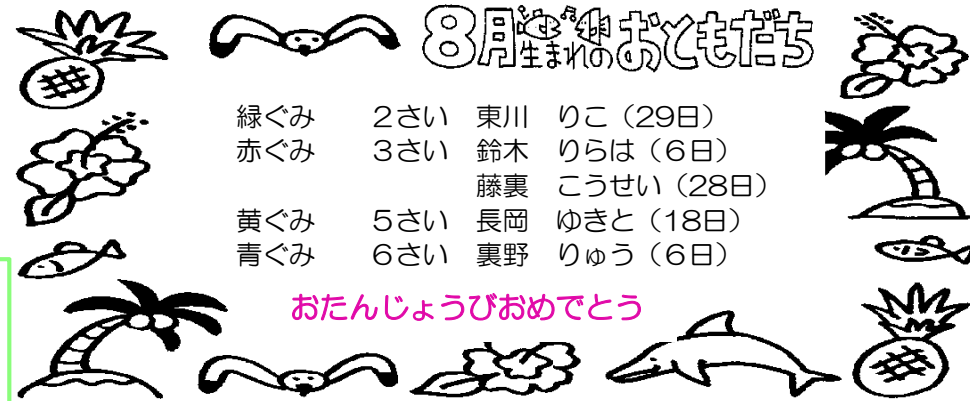 8月生まれのおともだち
緑ぐみ　　2さい　東川　りこ（29日）
赤ぐみ　　3さい　鈴木　りらは（6日）
藤裏　こうせい（28日）
黄ぐみ　　5さい　長岡　ゆきと（18日）
青ぐみ　　6さい　裏野　りゅう（6日）
おたんじょうびおめでとう